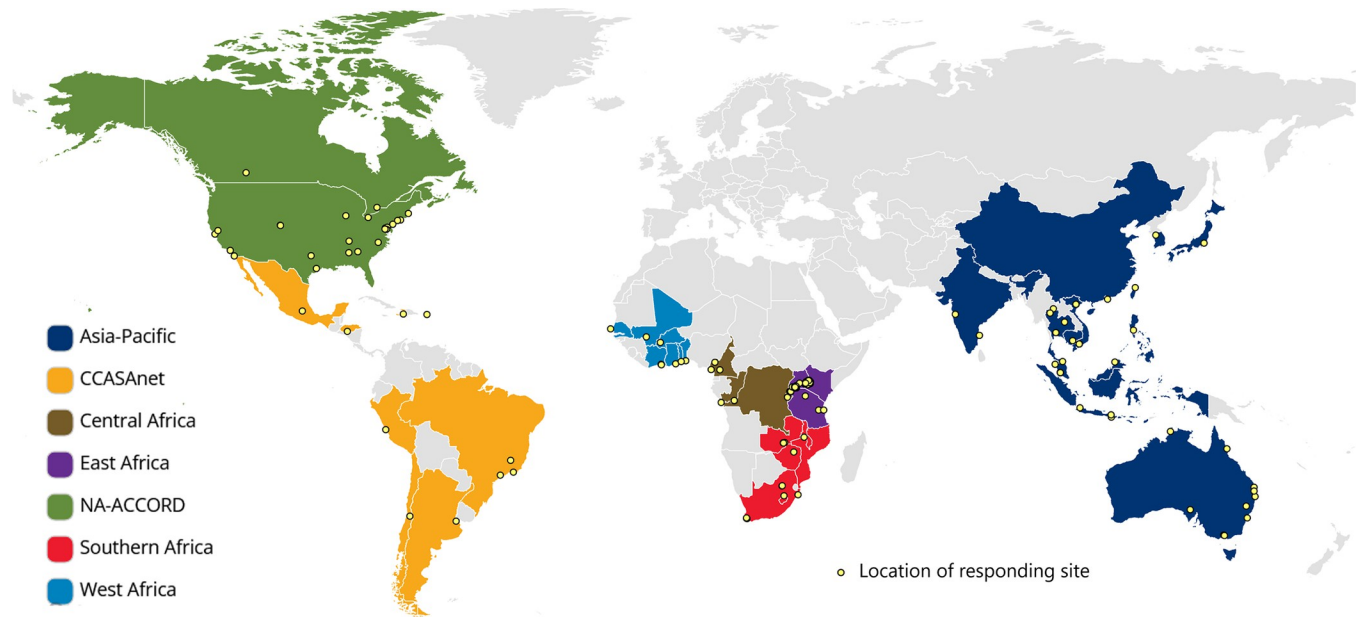 Asia-Pacific
CCASAnet
Central Africa
East Africa
NA-ACCORD
Southern Africa
West Africa
Location of responding site